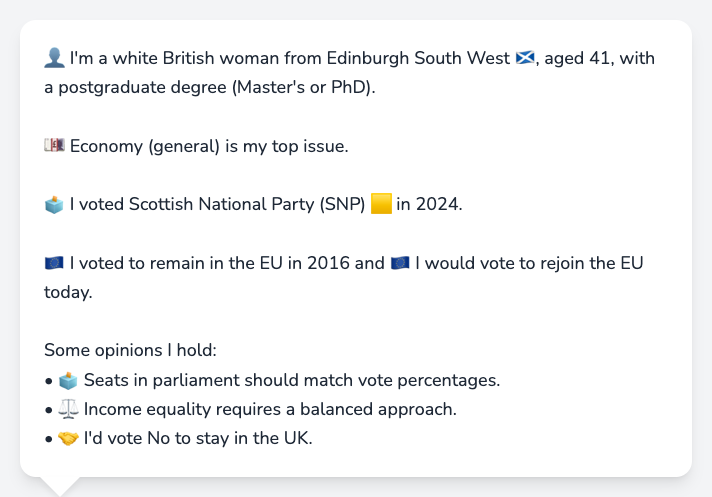 👤 I'm a white British woman from Edinburgh South West 🏴󠁧󠁢󠁳󠁣󠁴󠁿, aged 41, with
a postgraduate degree (Master's or PhD).
💷 Economy (general) is my top issue.
🗳️ I voted Scottish National Party (SNP) 🟨 in 2024.
🇪🇺 I voted to remain in the EU in 2016 and 🇪🇺 I would vote to rejoin the EU
today.
Some opinions I hold:
• 🗳️ Seats in parliament should match vote percentages.
• ⚖️ Income equality requires a balanced approach.
• 🤝 I'd vote No to stay in the UK.